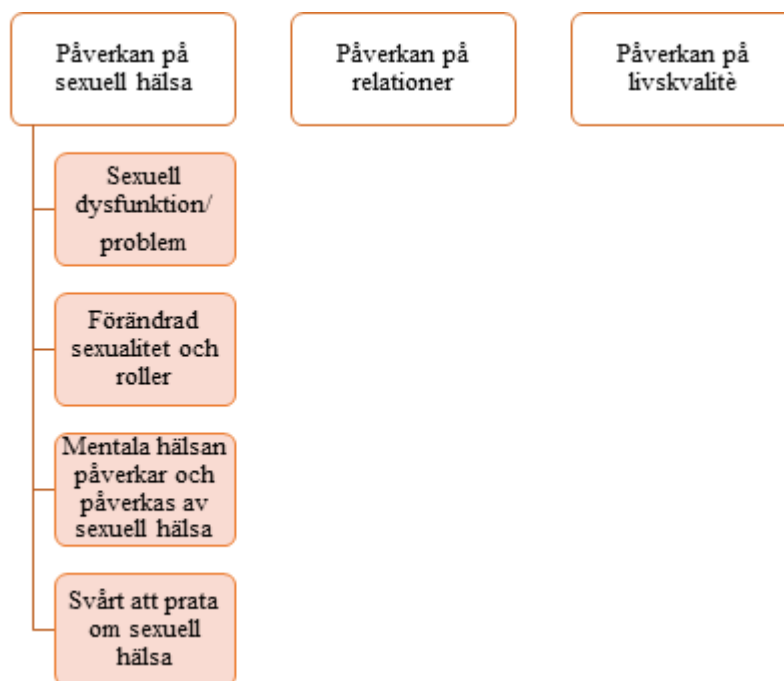 Påverkan på
sexuell hälsa
Påverkan på
relationer
Påverkan på
livskvalitè
Sexuell
dysfunktion/
problem
Förändrad
sexualitet och
roller
Mentala hälsan
påverkar och
påverkas av
sexuell hälsa
Svårt att prata
om sexuell
hälsa